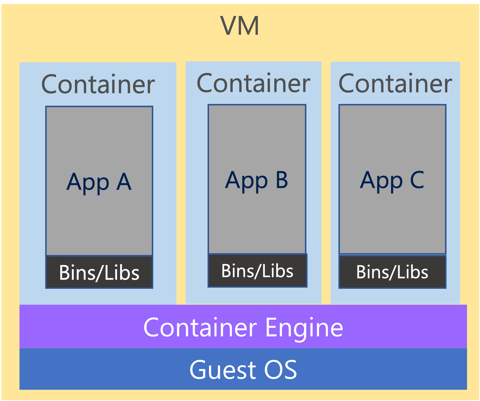 VM
Container
Container
Container
App A
App B
App C
Bins/Libs
Bins/Libs
Bins/Libs
Container Engine
Guest OS